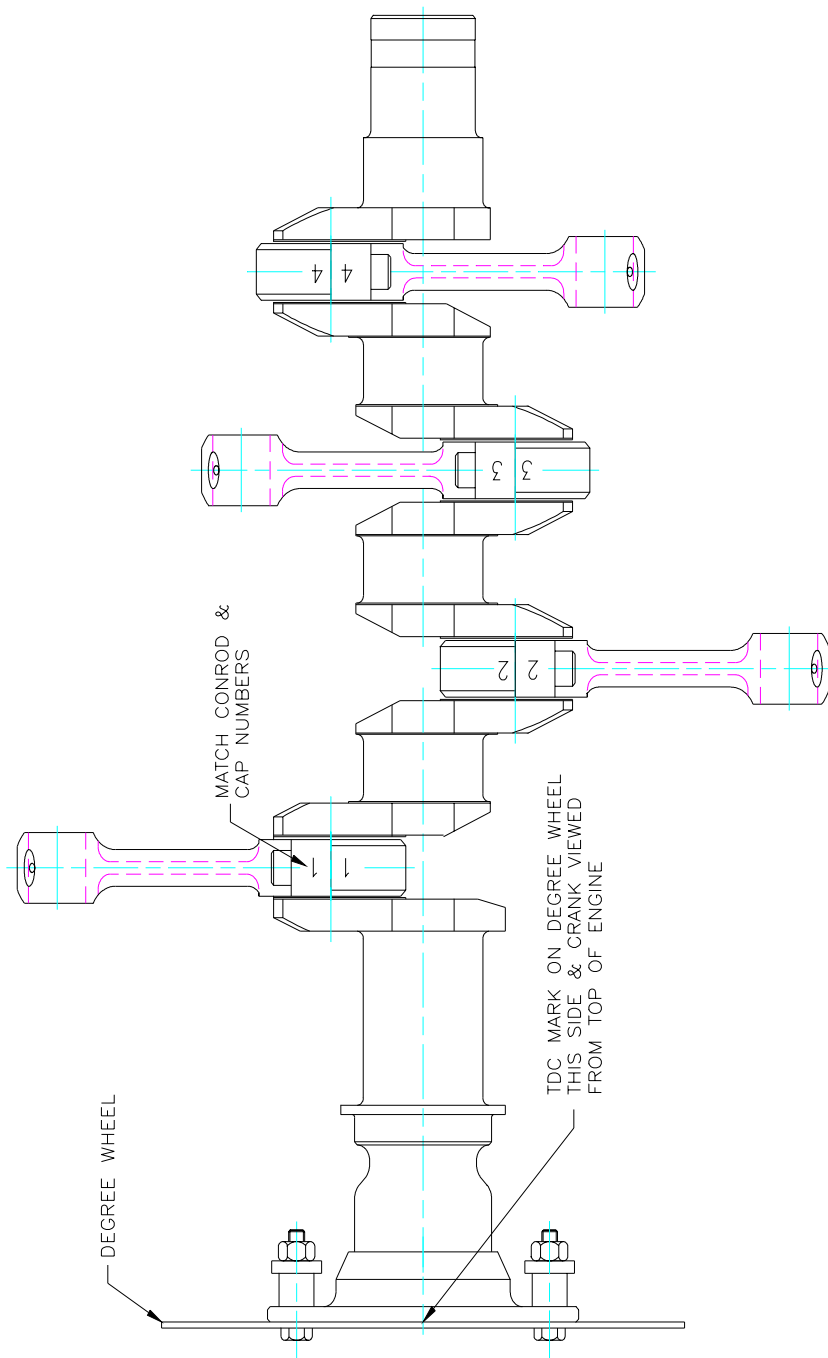 DEGREE WHEEL
TDC MARK ON DEGREE WHEEL
THIS SIDE & CRANK VIEWED
FROM TOP OF ENGINE
MATCH CONROD &
CAP NUMBERS
1
1
2
2
3
3
4
4